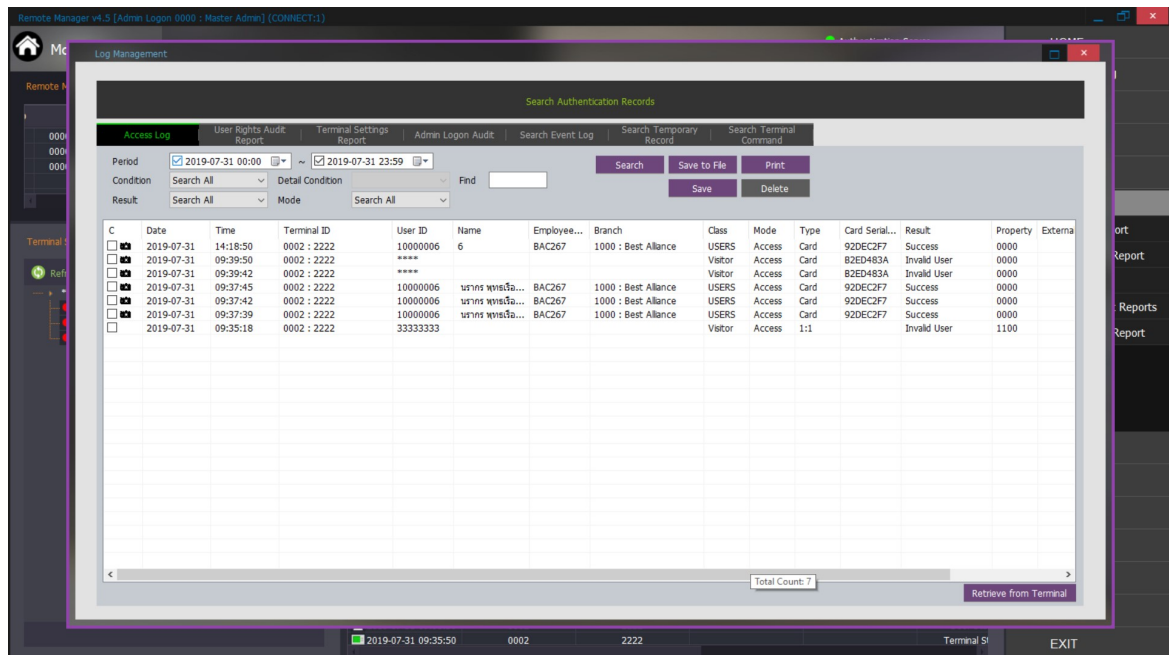 Remote Manager v4.5 [Admin Logon 0000 : Master Admin] (CONNECT:1)
Log Management
Remote M
Search Authentication Records
Access Log
User Rights Audit Report
Terminal Settings Report
Admin Logon Audit
Search Event Log
Search Temporary Record
Search Terminal Command
Period 2019-07-31 00:00 ~ 2019-07-31 23:59
Search Save to File Print
Condition Search All Detail Condition Find
Save Delete
Result Search All Mode Search All
C Date Time Terminal ID User ID Name Employee... Branch Class Mode Type Card Serial... Result Property Externa
2019-07-31 14:18:50 0002 : 2222 10000006 6 BAC267 1000 : Best Alliance USERS Access Card 92DEC2F7 Success 0000
2019-07-31 09:39:50 0002 : 2222 **** Visitor Access Card B2ED483A Invalid User 0000
2019-07-31 09:39:42 0002 : 2222 **** Visitor Access Card B2ED483A Invalid User 0000
2019-07-31 09:37:45 0002 : 2222 10000006 BAC267 1000 : Best Alliance USERS Access Card 92DEC2F7 Success 0000
2019-07-31 09:37:42 0002 : 2222 10000006 BAC267 1000 : Best Alliance USERS Access Card 92DEC2F7 Success 0000
2019-07-31 09:37:39 0002 : 2222 10000006 BAC267 1000 : Best Alliance USERS Access Card 92DEC2F7 Success 0000
2019-07-31 09:35:18 0002 : 2222 33333333 Visitor Access 1:1 Invalid User 1100
Terminal S
Refr
ort
Report
Reports
Report
Total Count: 7
Retrieve from Terminal
2019-07-31 09:35:50 0002 2222 Terminal St
EXIT